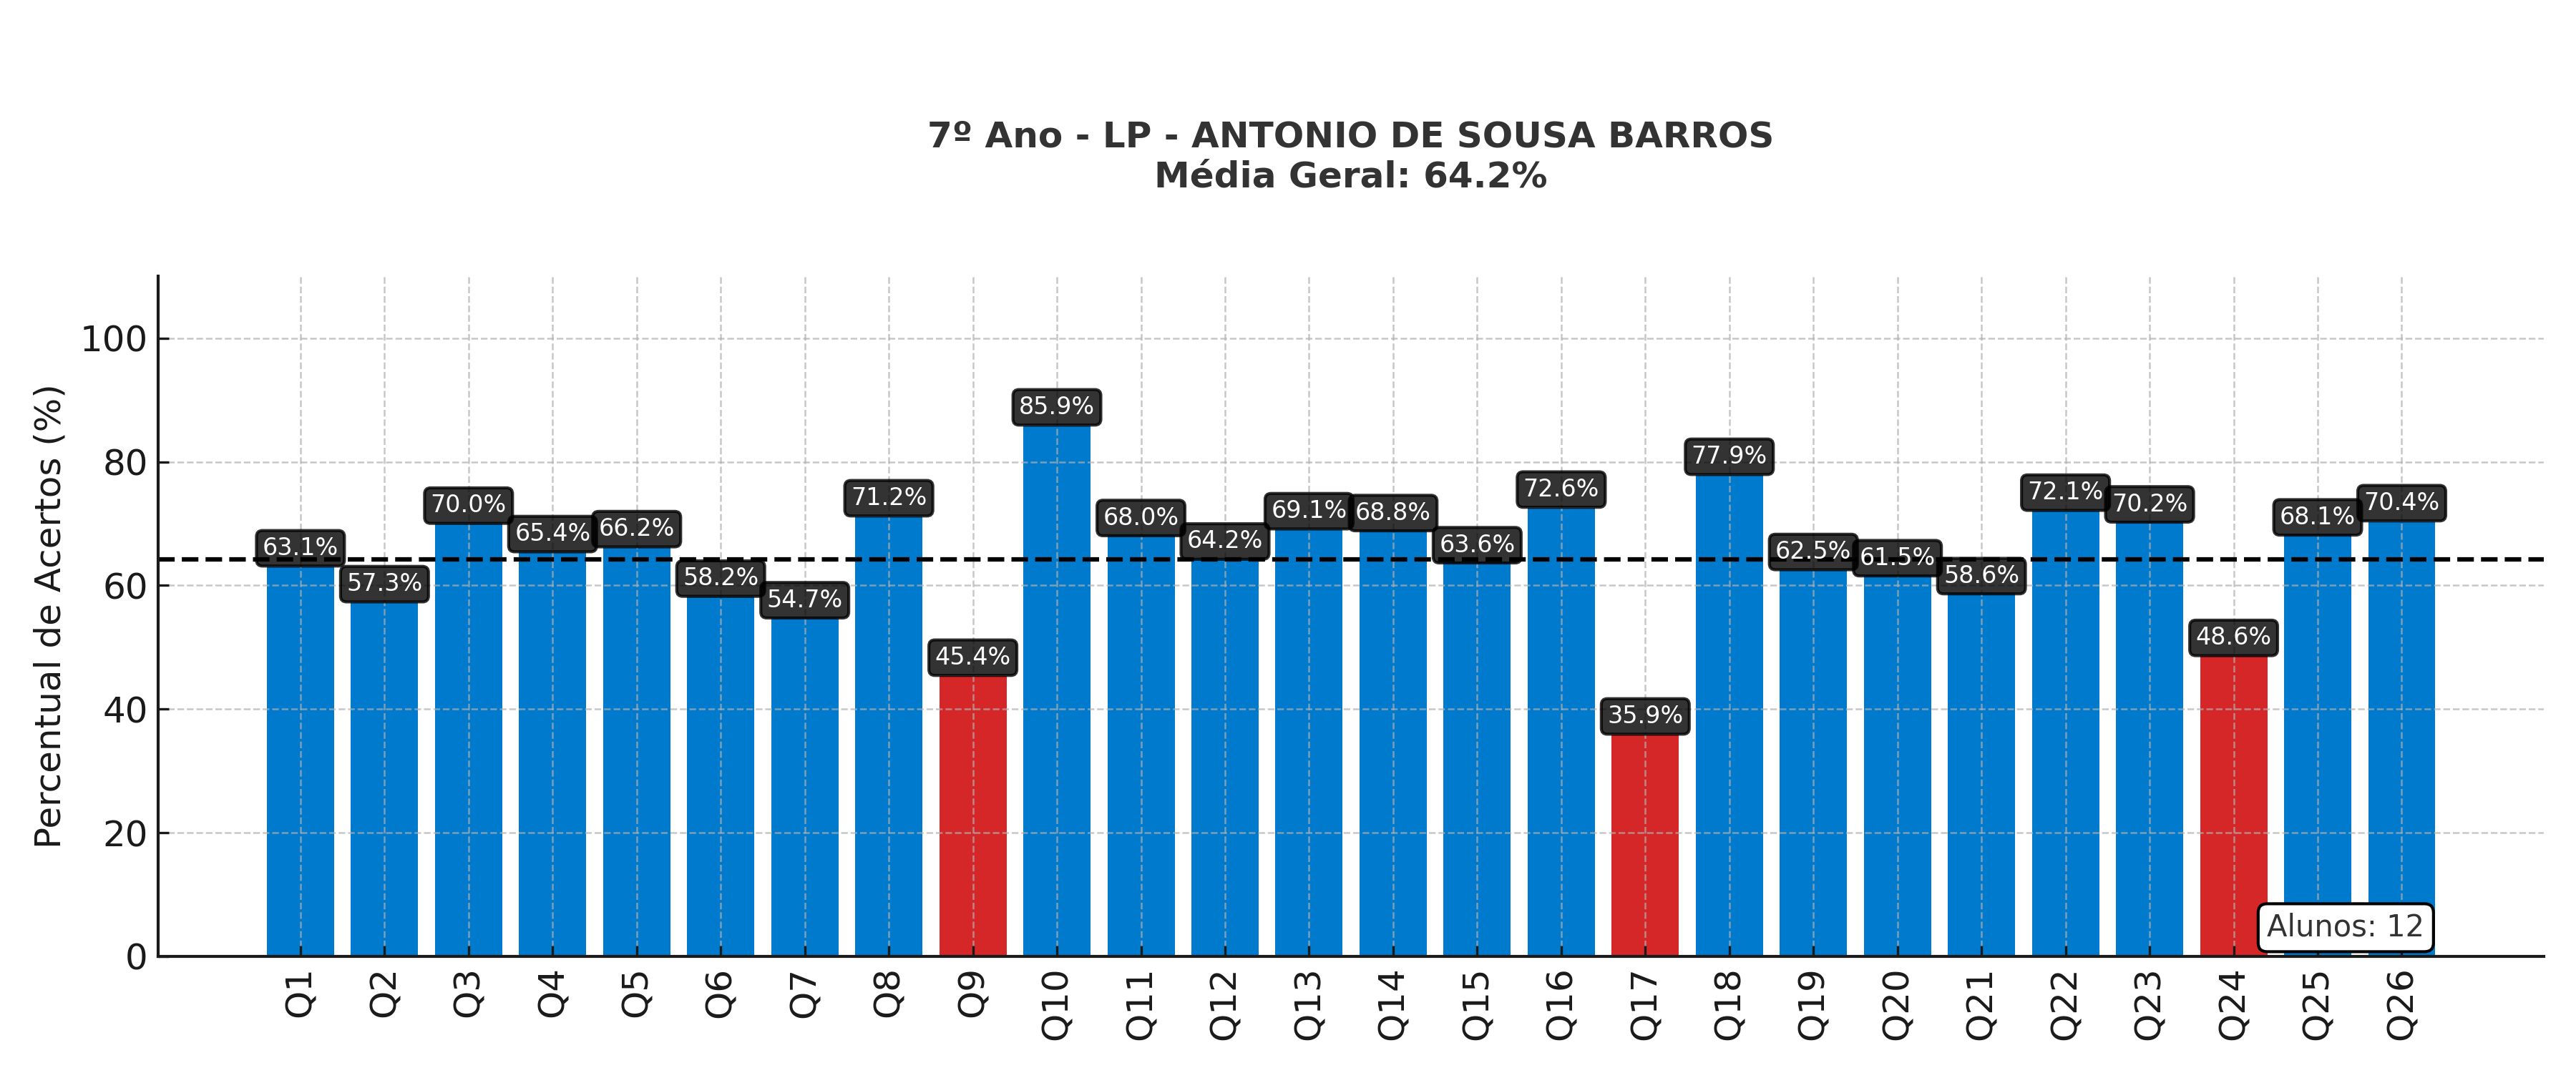 7º Ano - LP - ANTONIO DE SOUSA BARROS
Média Geral: 64.2%
Percentual de Acertos (%)
100
80
60
40
20
0
63.1%
57.3%
70.0%
65.4%
66.2%
58.2%
54.7%
71.2%
45.4%
85.9%
68.0%
64.2%
69.1%
68.8%
63.6%
72.6%
35.9%
77.9%
62.5%
61.5%
58.6%
72.1%
70.2%
48.6%
68.1%
70.4%
Alunos: 12
Q1
Q2
Q3
Q4
Q5
Q6
Q7
Q8
Q9
Q10
Q11
Q12
Q13
Q14
Q15
Q16
Q17
Q18
Q19
Q20
Q21
Q22
Q23
Q24
Q25
Q26